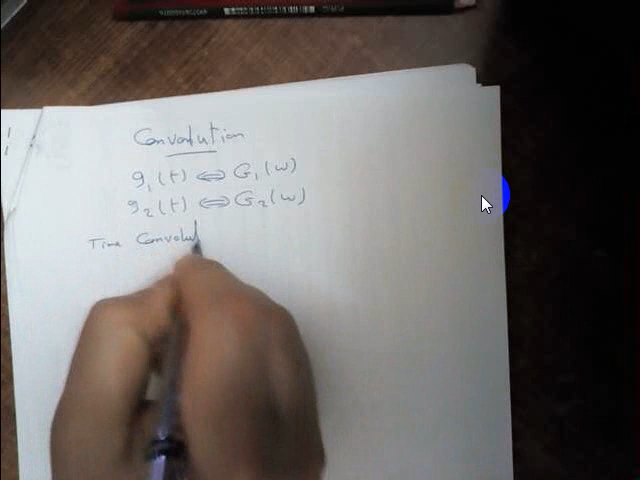 Convolution
g₁(t) ⇔ G₁(w)
g₂(t) ⇔ G₂(w)
Time Convolu